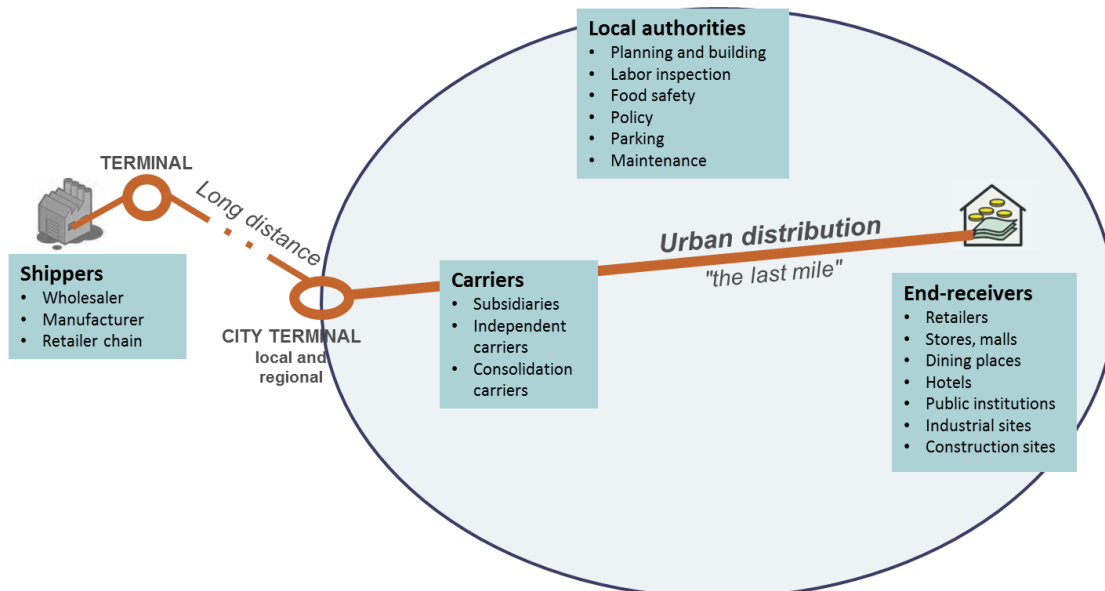 Local authorities
• Planning and building
• Labor inspection
• Food safety
• Policy
• Parking
• Maintenance
TERMINAL
Long distance
Shippers
• Wholesaler
• Manufacturer
• Retailer chain
CITY TERMINAL
local and
regional
Carriers
• Subsidiaries
• Independent
carriers
• Consolidation
carriers
Urban distribution
"the last mile"
End-receivers
• Retailers
• Stores, malls
• Dining places
• Hotels
• Public institutions
• Industrial sites
• Construction sites